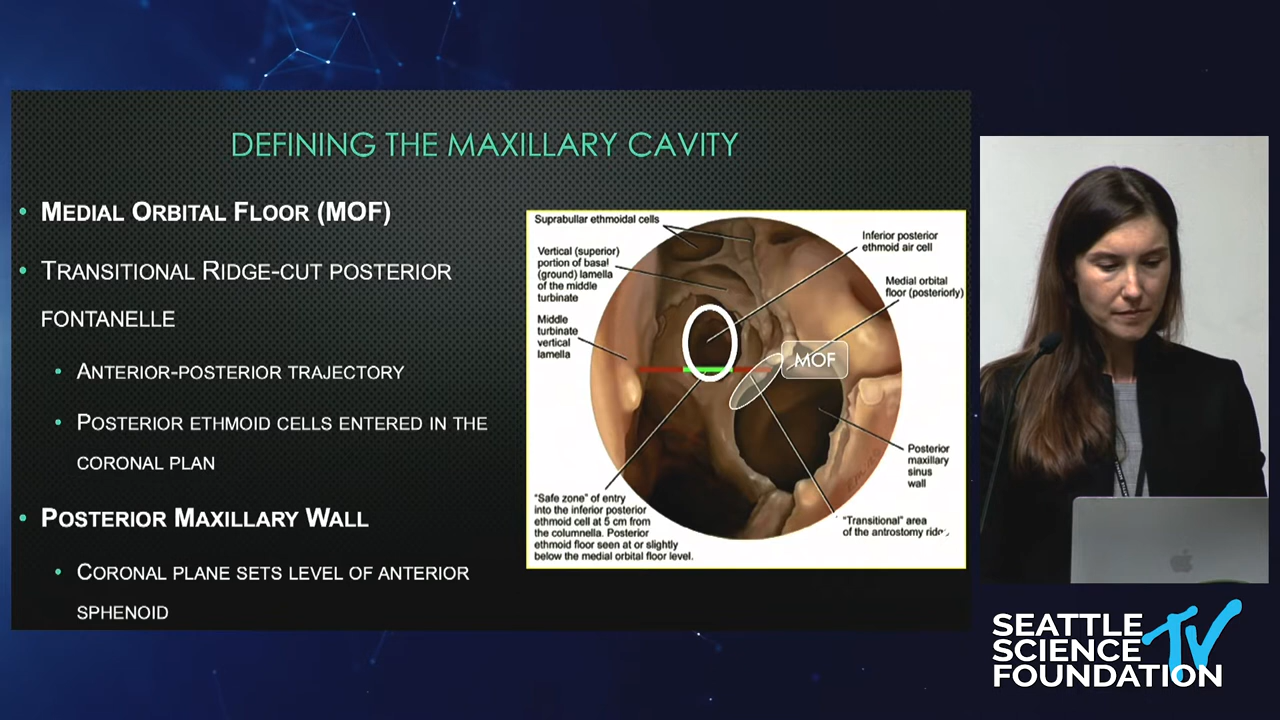 DEFINING THE MAXILLARY CAVITY
• MEDIAL ORBITAL FLOOR (MOF)
• TRANSITIONAL RIDGE-CUT POSTERIOR
FONTANELLE
• ANTERIOR-POSTERIOR TRAJECTORY
• POSTERIOR ETHMOID CELLS ENTERED IN THE
CORONAL PLAN
• POSTERIOR MAXILLARY WALL
• CORONAL PLANE SETS LEVEL OF ANTERIOR
SPHENOID
Suprabullar ethmoidal cells
Vertical (superior)
portion of basal
(ground) lamella
of the middle
turbinate
Middle
turbinate
vertical
lamella
"Safe zone" of entry
into the inferior posterior
ethmoid cell at 5 cm from
the columnella. Posterior
ethmoid floor seen at or slightly
below the medial orbital floor level.
Inferior posterior
ethmoid air cell
Medial orbital
floor (posteriorly)
MOF
Posterior
maxillary
sinus
wall
"Transitional" area
of the antrostomy
SEATTLE
SCIENCE
FOUNDATION
TV